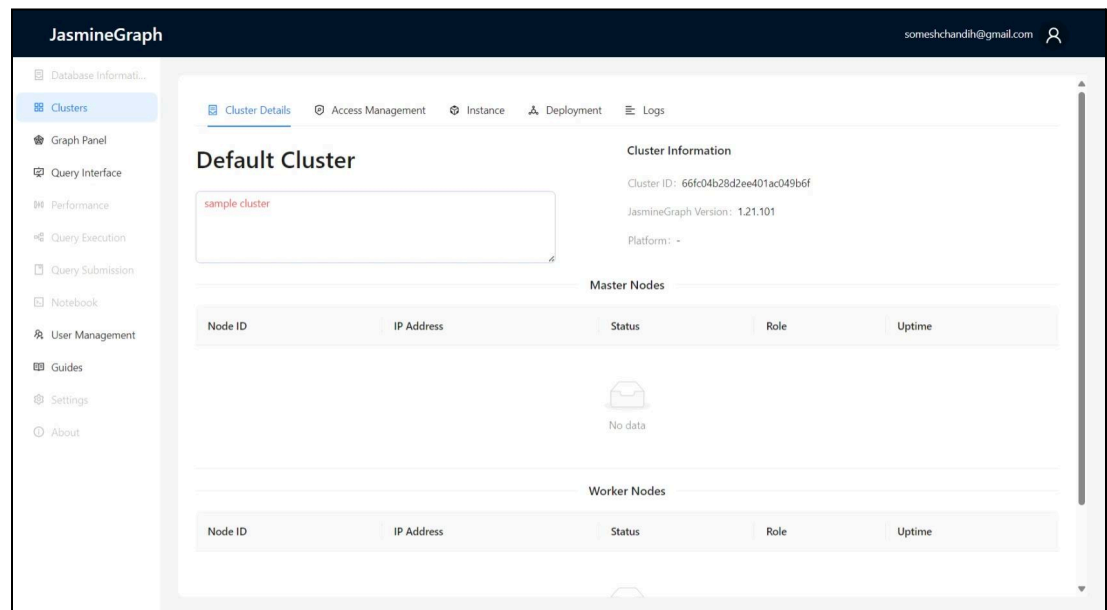 JasmineGraph
someshchandih@gmail.com
Database Informati...
Clusters
Graph Panel
Query Interface
Performance
Query Execution
Query Submission
Notebook
User Management
Guides
Settings
About
Cluster Details Access Management Instance Deployment Logs
Default Cluster
sample cluster
Cluster Information
Cluster ID: 66fc04b28d2ee401ac049b6f
JasmineGraph Version: 1.21.101
Platform: -
Master Nodes
Node ID IP Address Status Role Uptime
No data
Worker Nodes
Node ID IP Address Status Role Uptime